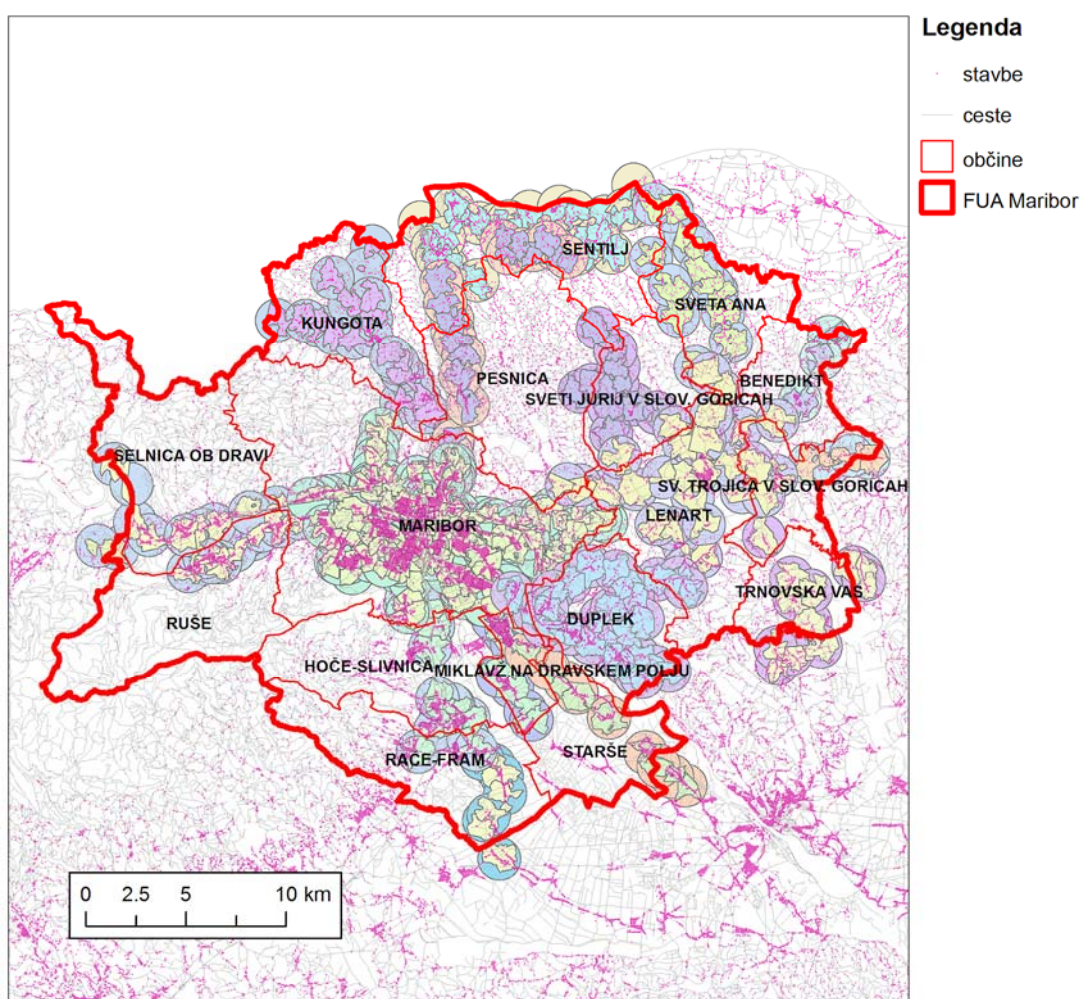 Legenda
stavbe
ceste
občine
FUA Maribor
ŠENTILJ
SVETA ANA
KUNGOTA
PESNICA
BENEDIKT
SVETI JURIJ V SLOV. GORICAH
SELNICA OB DRAVI
SV. TROJICA V SLOV. GORICAH
LENART
MARIBOR
TRNOVSKA VAS
DUPLEK
RUŠE
HOČE-SLIVNICA
MIKLAVŽ NA DRAVSKEM POLJU
STARŠE
RAČE-FRAM
0 2.5 5 10 km